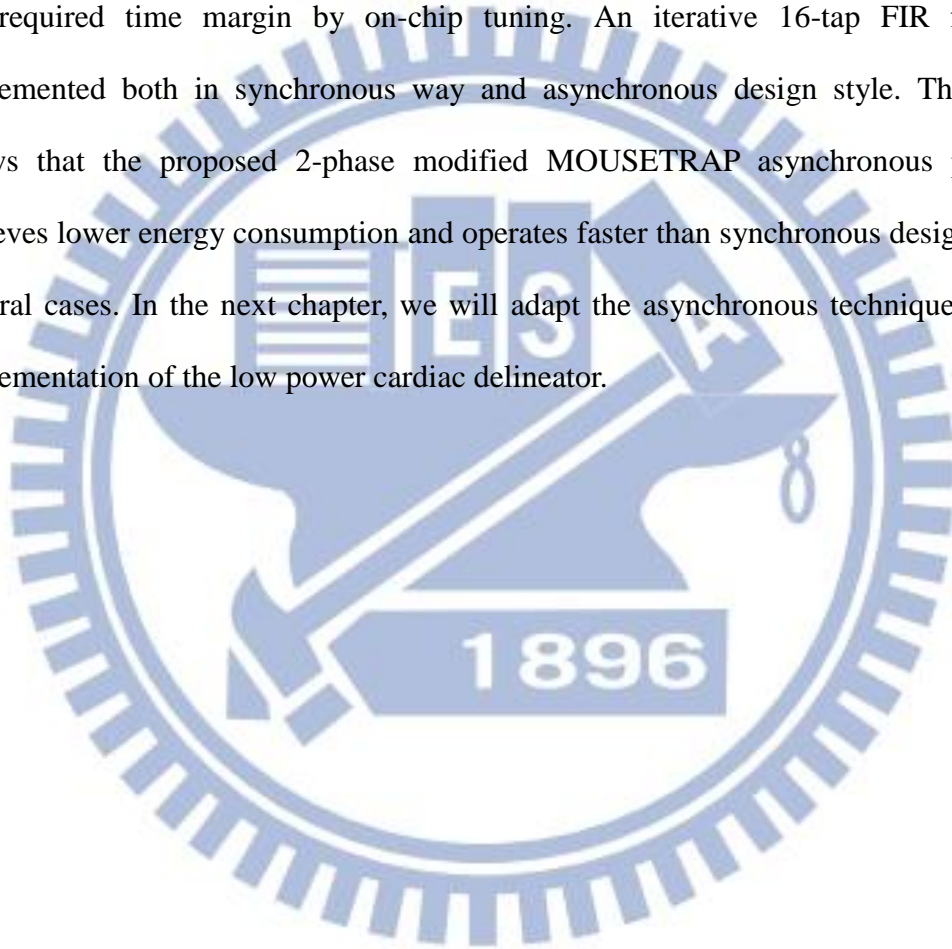 required time margin by on-chip tuning. An iterative 16-tap FIR
emented both in synchronous way and asynchronous design style. Th
s that the proposed 2-phase modified MOUSETRAP asynchronous
eves lower energy consumption and operates faster than synchronous desig
ral cases. In the next chapter, we will adapt the asynchronous technique
ementation of the low power cardiac delineator.
E S A
1896